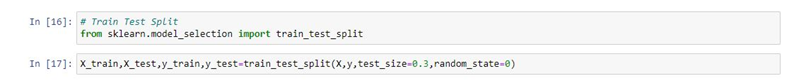 In [16]: # Train Test Split
from sklearn.model_selection import train_test_split
In [17]: X_train,X_test,y_train,y_test=train_test_split(X,y,test_size=0.3,random_state=0)